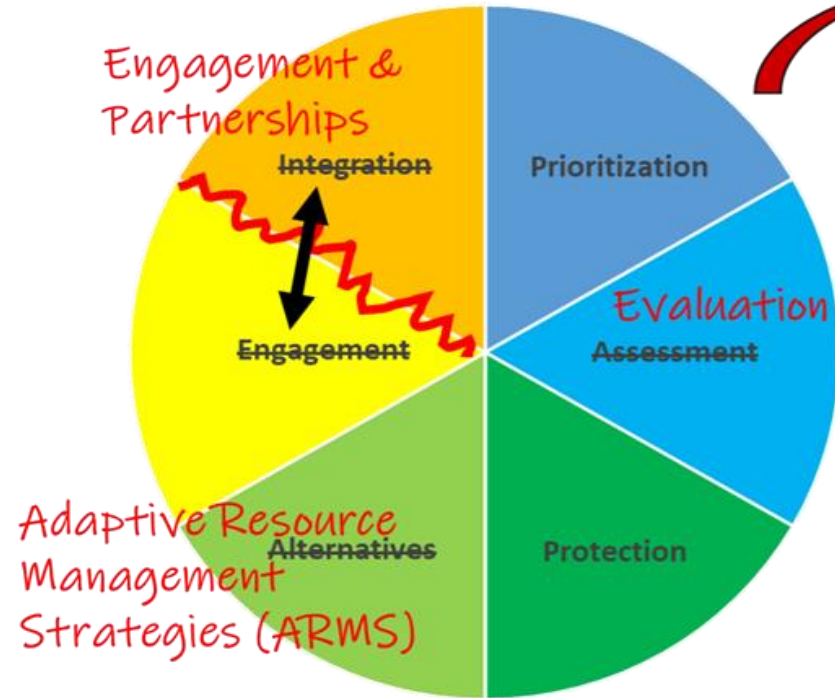 Engagement &
Partnerships
Integration
Prioritization
Evaluation
Engagement
Assessment
Adaptive Resource
Alternatives
Management
Strategies (ARMS)
Protection